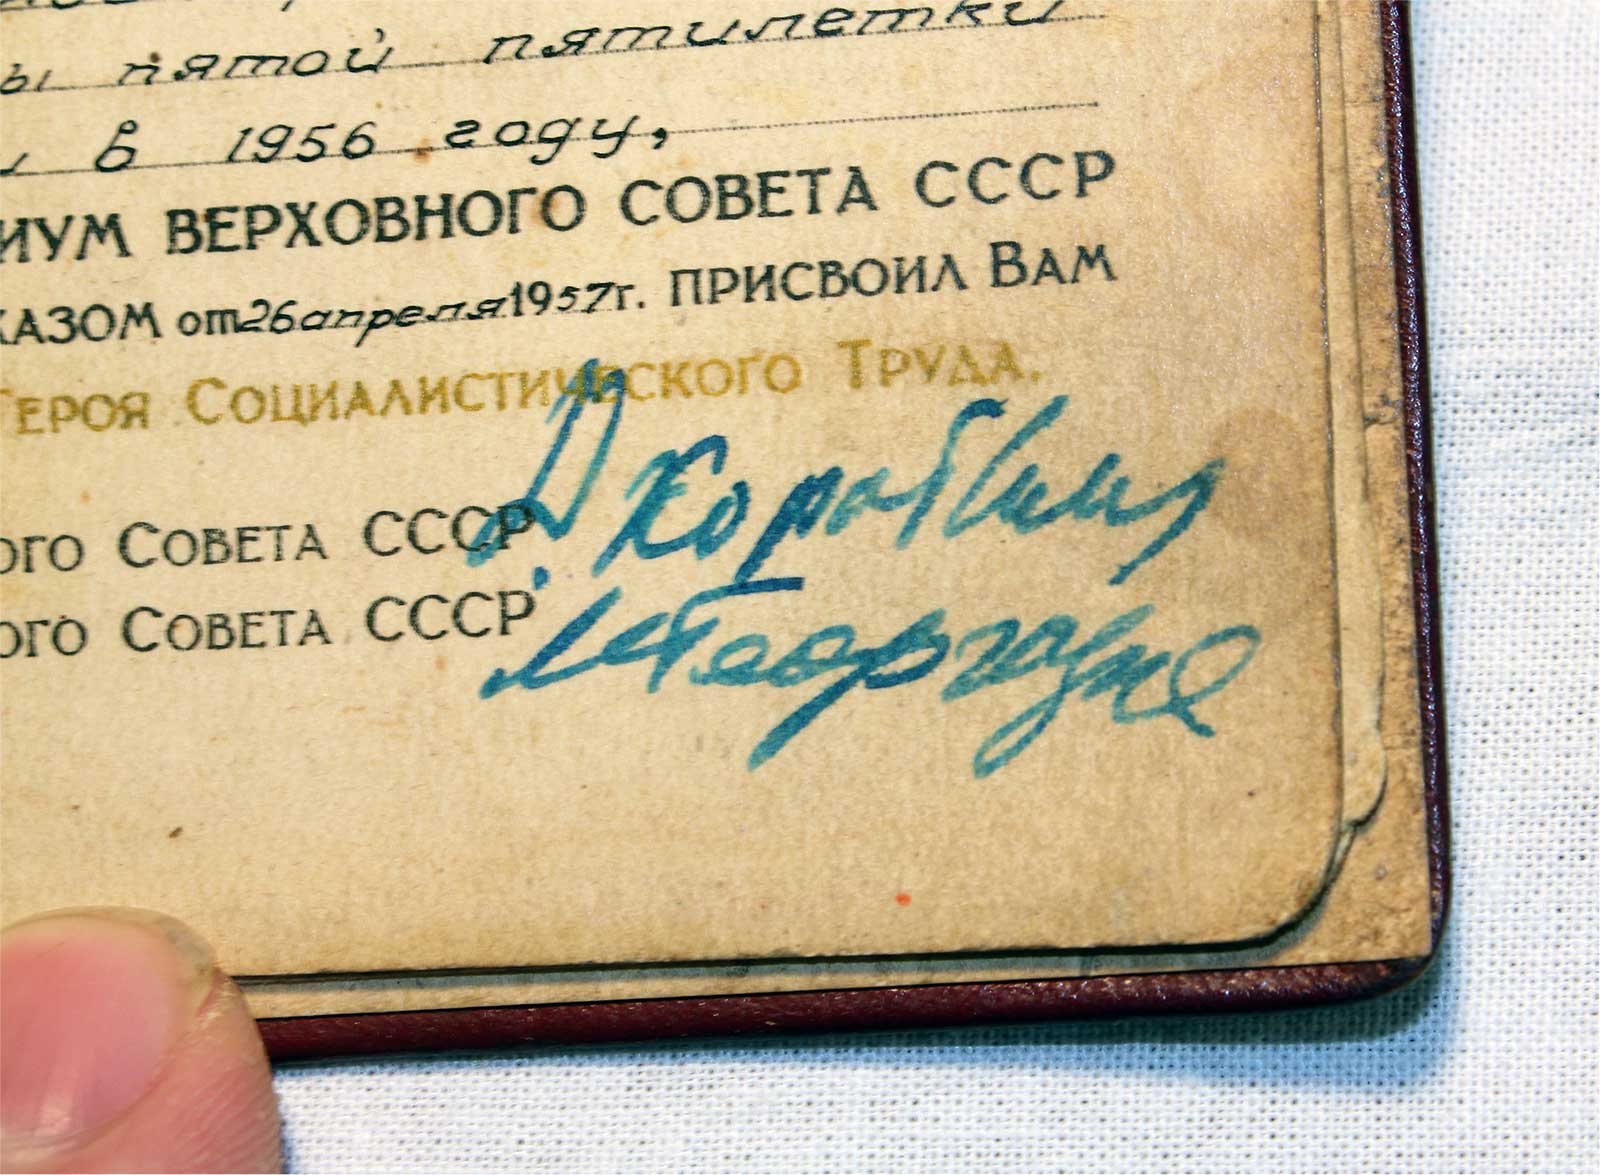 ы пятой пятилетки
и в 1956 году,
ИУМ ВЕРХОВНОГО СОВЕТА СССР
КАЗОМ от 26 апреля 1957 г. ПРИСВОИЛ ВАМ
ГЕРОЯ СОЦИАЛИСТИЧЕСКОГО ТРУДА.
ОГО СОВЕТА СССР
ОГО СОВЕТА СССР